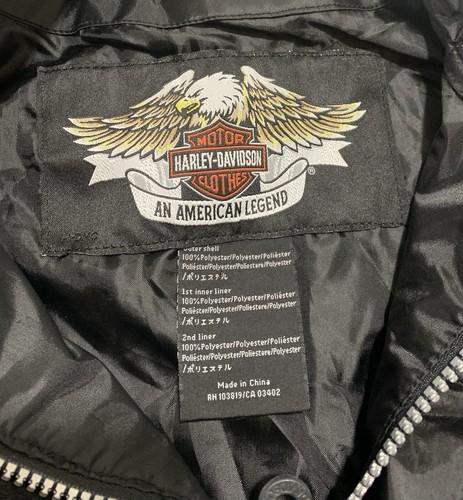 MOTOR
HARLEY-DAVIDSON
CLOTHES
®
AN AMERICAN LEGEND
outer shell
100%Polyester/Polyester/Poliéster
Poliéster/Polyester/Poliestere/Polyester
/ポリエステル
1st inner liner
100%Polyester/Polyester/Poliéster
Poliéster/Polyester/Poliestere/Polyester
/ポリエステル
2nd liner
100%Polyester/Polyester/Poliéster
Poliéster/Polyester/Poliestere/Polyester
/ポリエステル
Made in China
RN 103819/CA 03402